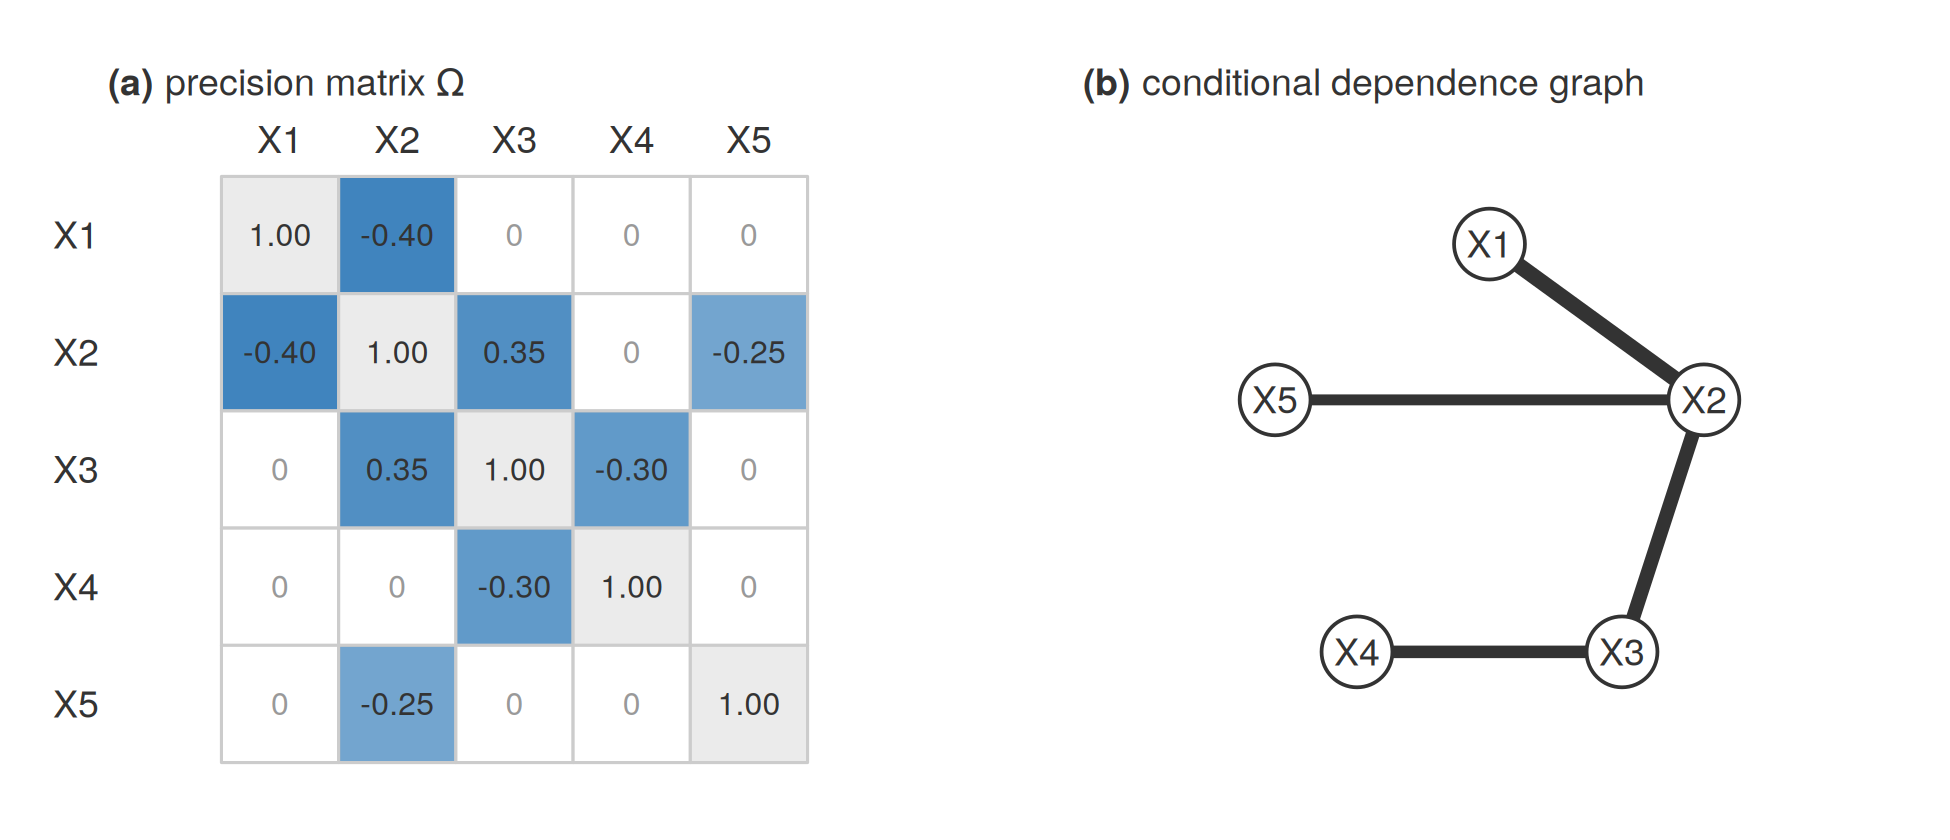 (a) precision matrix Ω
X1 X2 X3 X4 X5
X1 1.00 -0.40 0 0 0
X2 -0.40 1.00 0.35 0 -0.25
X3 0 0.35 1.00 -0.30 0
X4 0 0 -0.30 1.00 0
X5 0 -0.25 0 0 1.00
(b) conditional dependence graph
X1
X5 X2
X4 X3